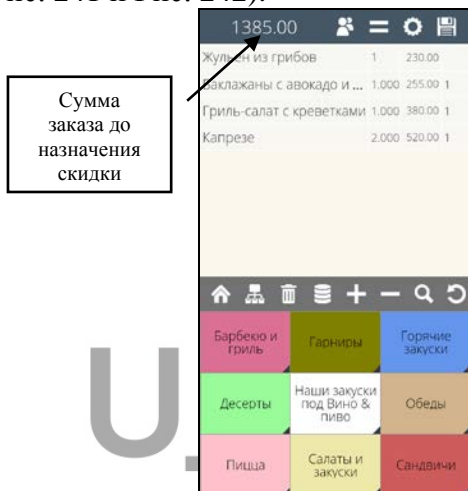 ис. 241 и Рис. 242).
1385.00
Жульен из грибов 1 230.00
Баклажаны с авокадо и ... 1.000 255.00 1
Гриль-салат с креветками 1.000 380.00 1
Капрезе 2.000 520.00 1
Сумма
заказа до
назначения
скидки
Барбекю и
гриль
Гарниры
Горячие
закуски
Десерты
Наши закуски
под Вино &
пиво
Обеды
Пицца
Салаты и
закуски
Сандвичи
U.